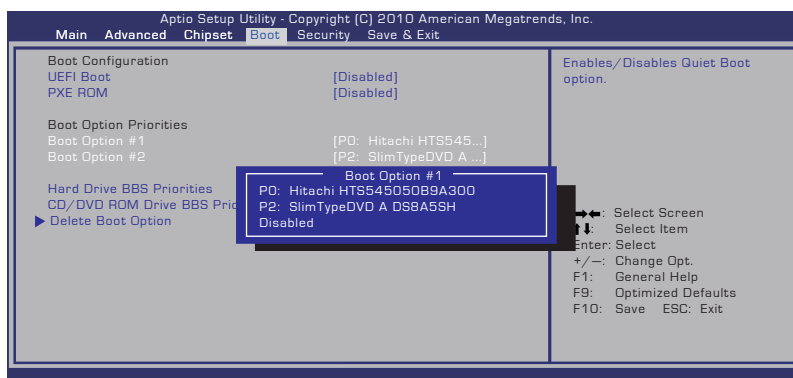 Aptio Setup Utility - Copyright (C) 2010 American Megatrends, Inc.
Main Advanced Chipset Boot Security Save & Exit
Boot Configuration
UEFI Boot [Disabled]
PXE ROM [Disabled]
Boot Option Priorities
Boot Option #1 [P0: Hitachi HTS545...]
Boot Option #2 [P2: SlimTypeDVD A ...]
Hard Drive BBS Priorities
CD/DVD ROM Drive BBS Prio
Delete Boot Option
Boot Option #1
P0: Hitachi HTS545050B9A300
P2: SlimTypeDVD A DS8A5SH
Disabled
Enables/Disables Quiet Boot
option.
→←: Select Screen
↑↓: Select Item
Enter: Select
+/—: Change Opt.
F1: General Help
F9: Optimized Defaults
F10: Save ESC: Exit